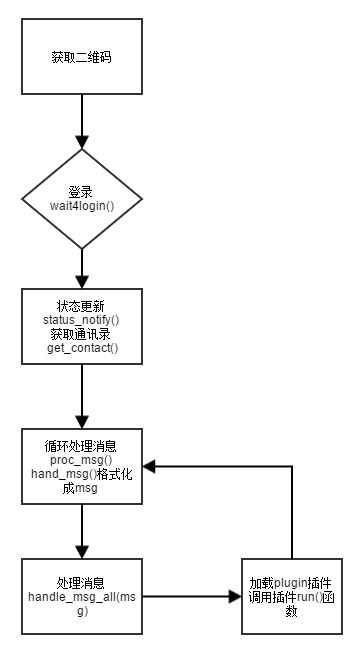 获取二维码
登录
wait4login()
状态更新
status_notify()
获取通讯录
get_contact()
循环处理消息
proc_msg()
hand_msg()格式化
成msg
处理消息
handle_msg_all(ms
g)
加载plugin插件
调用插件run()函
数